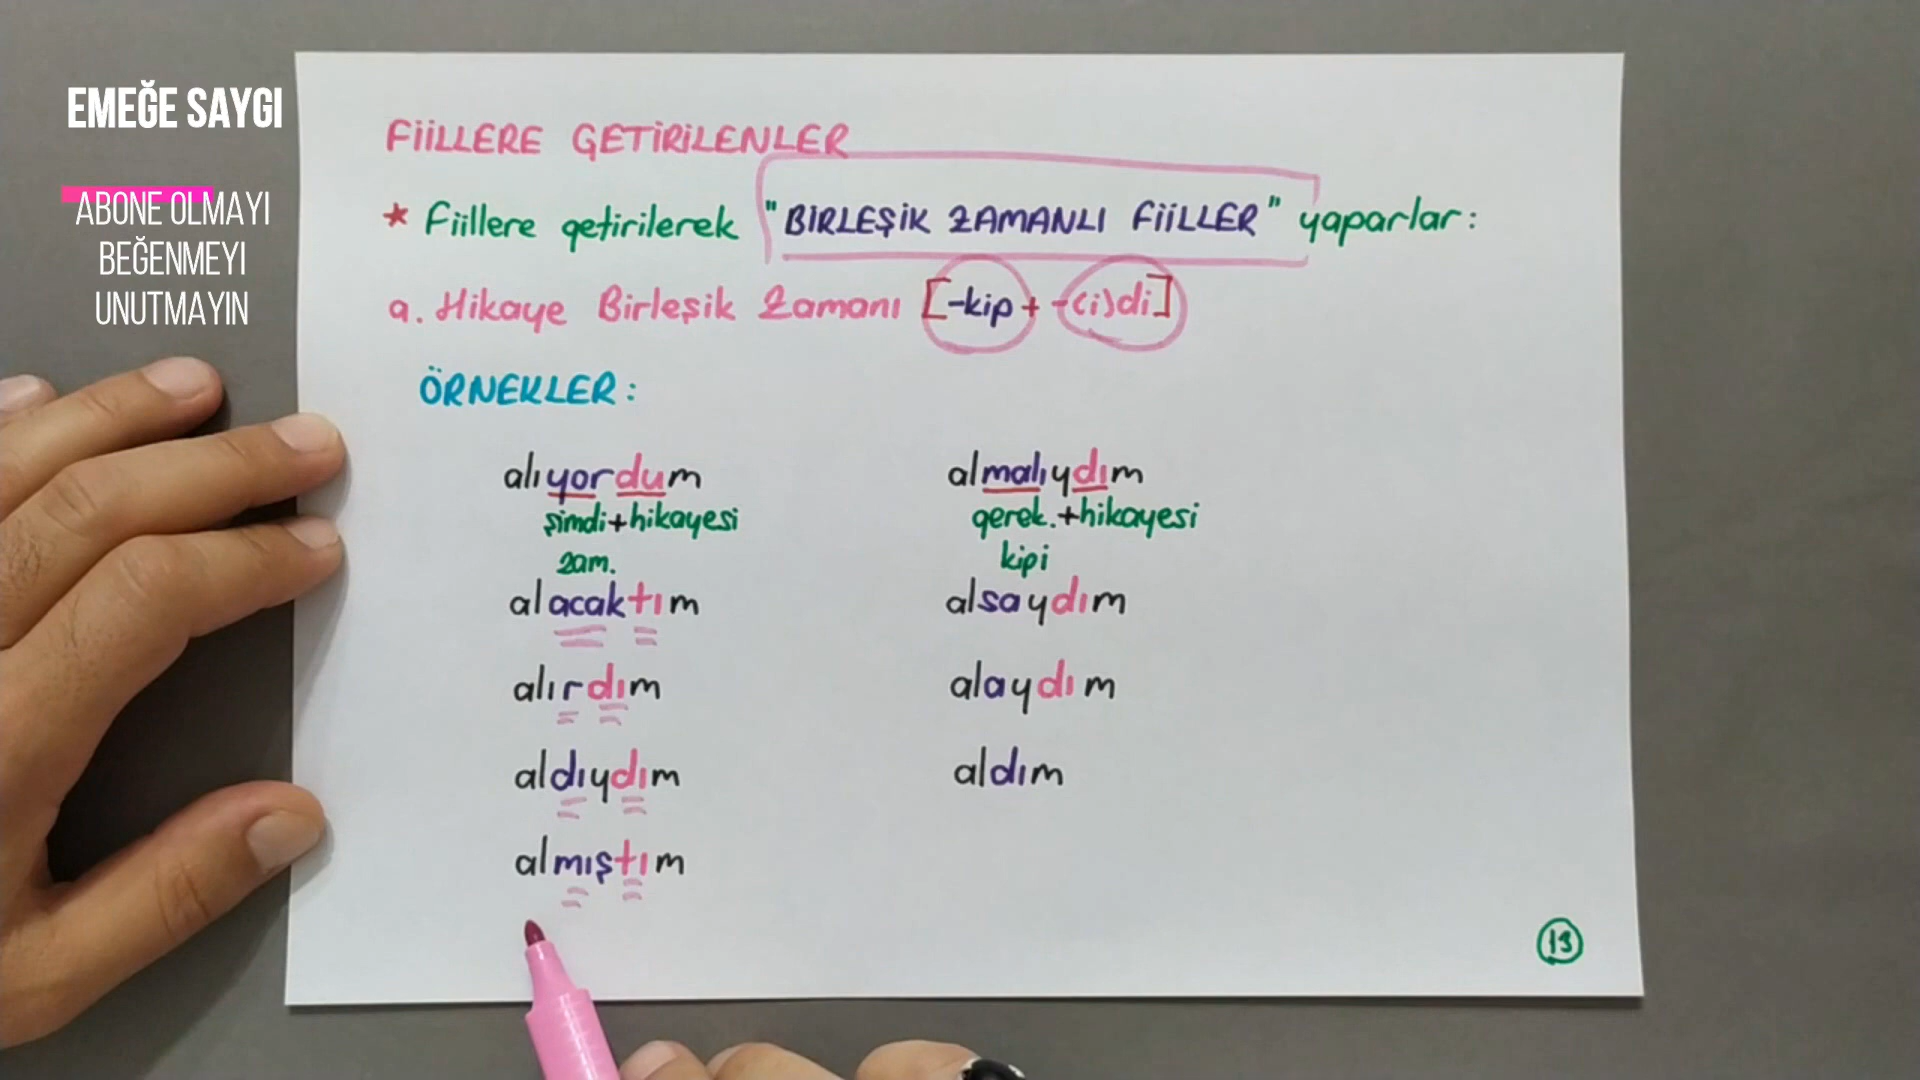 EMEĞE SAYGI
ABONE OLMAYI
BEĞENMEYİ
UNUTMAYIN
FİİLLERE GETİRİLENLER
* Fiillere getirilerek "BİRLEŞİK ZAMANLI FİİLLER" yaparlar:
a. Hikaye Birleşik Zamanı [-kip + -(i)di]
ÖRNEKLER:
alıyordum
şimdi+hikayesi
zam.
alacaktım
alırdım
aldıydım
almıştım
almalıydım
gerek.+hikayesi
kipi
alsaydım
alaydım
aldım
19